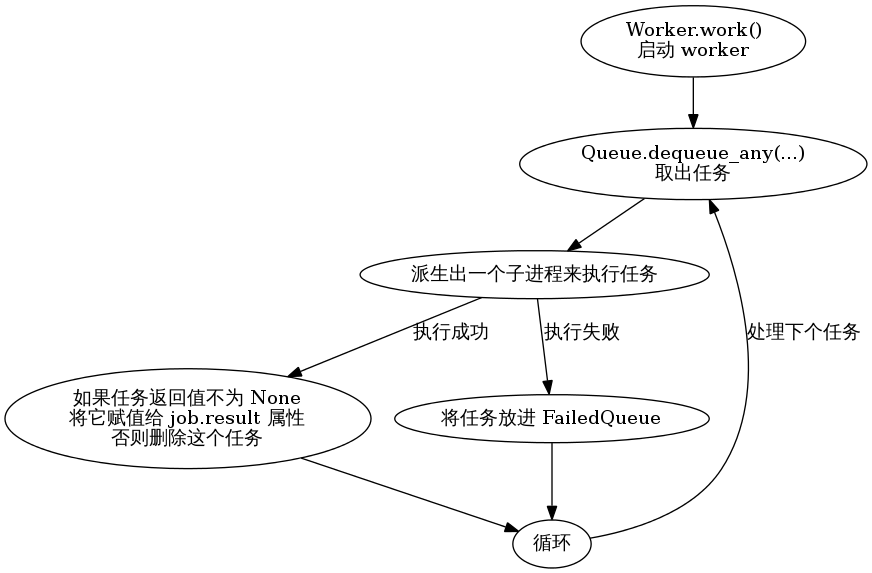 Worker.work()
启动 worker
Queue.dequeue_any(...)
取出任务
派生出一个子进程来执行任务
执行成功
执行失败
处理下个任务
如果任务返回值不为 None
将它赋值给 job.result 属性
否则删除这个任务
将任务放进 FailedQueue
循环